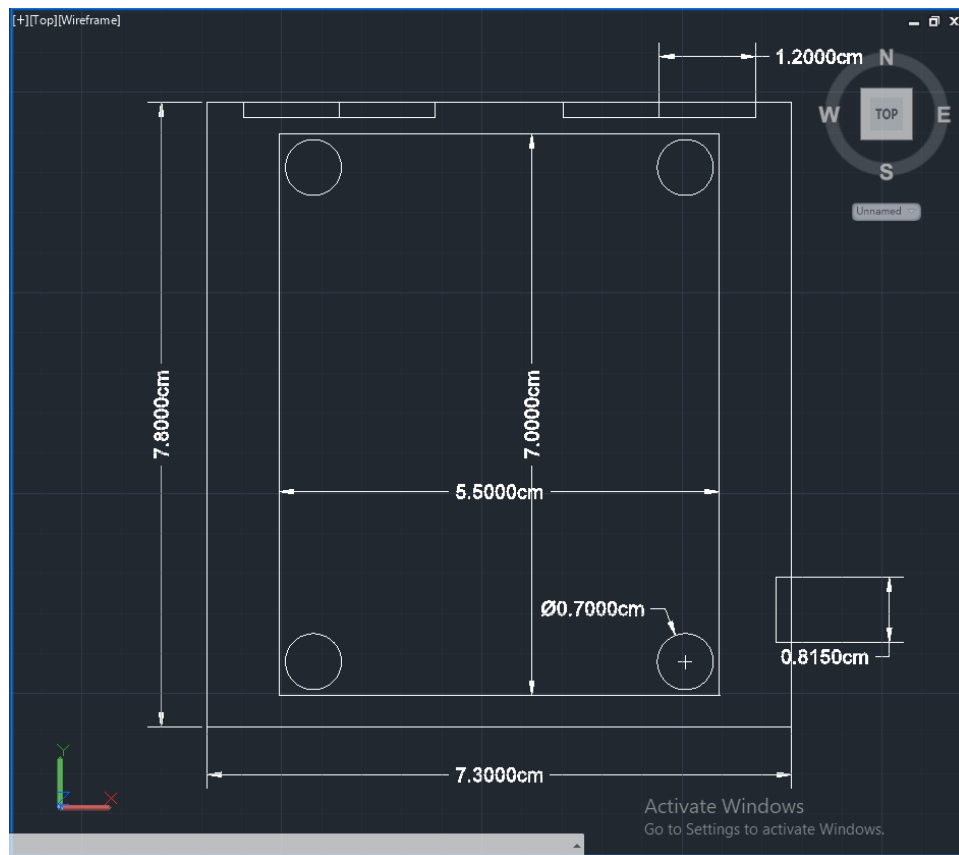 [+][Top][Wireframe]
1.2000cm
N
W
TOP
E
S
Unnamed
7.8000cm
7.0000cm
5.5000cm
Ø0.7000cm
0.8150cm
Y
Z
X
7.3000cm
Activate Windows
Go to Settings to activate Windows.